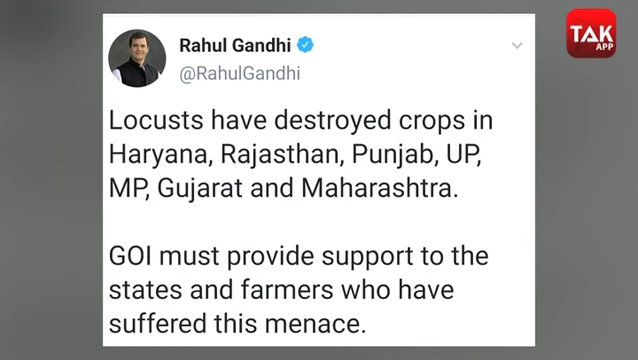 Rahul Gandhi
@RahulGandhi
TAK
APP
Locusts have destroyed crops in
Haryana, Rajasthan, Punjab, UP,
MP, Gujarat and Maharashtra.
GOI must provide support to the
states and farmers who have
suffered this menace.